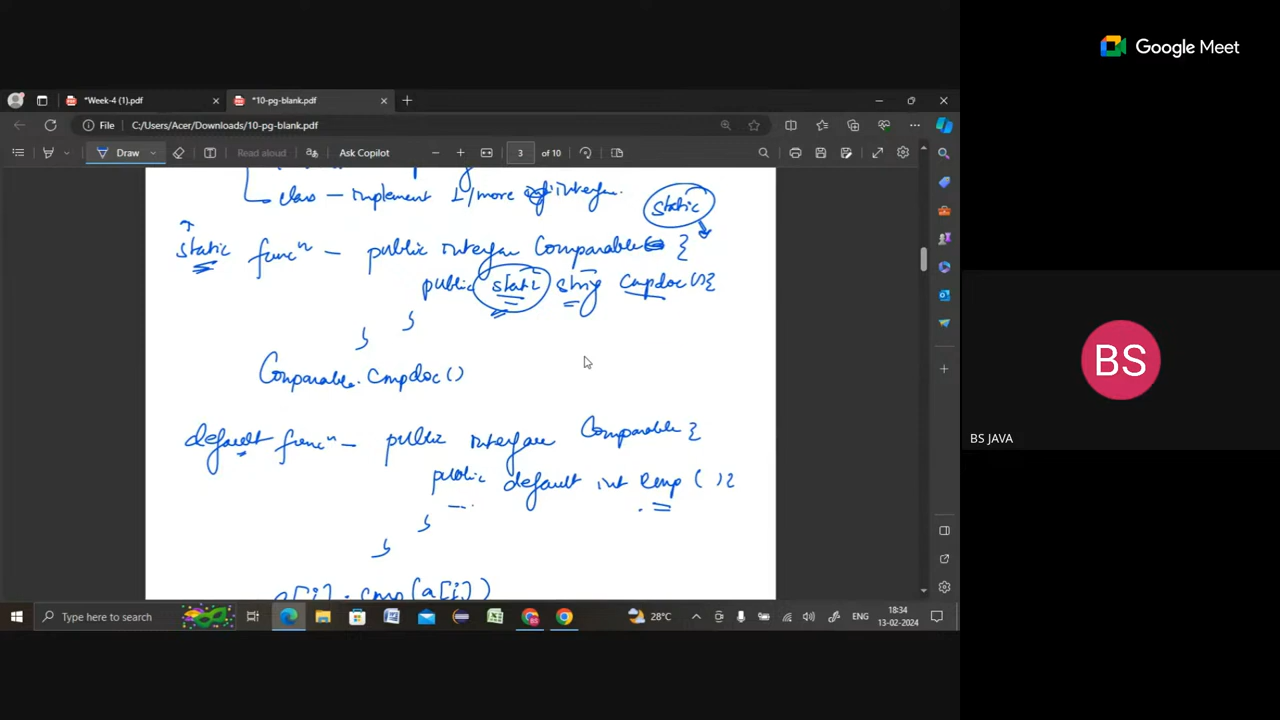 Google Meet
*Week-4 (1).pdf
*10-pg-blank.pdf
File C:/Users/Acer/Downloads/10-pg-blank.pdf
Draw Read aloud Ask Copilot 3 of 10
class – implement 1/more
static
static funcⁿ – public interface Comparable {
public static string cmpdoc(){
}
}
Comparable.cmpdoc()
default funcⁿ – public interface Comparable {
public default int cmp ( ){
}
}
a[i].cmp(a[j])
BS
BS JAVA
Type here to search
28°C
ENG
18:34
13-02-2024